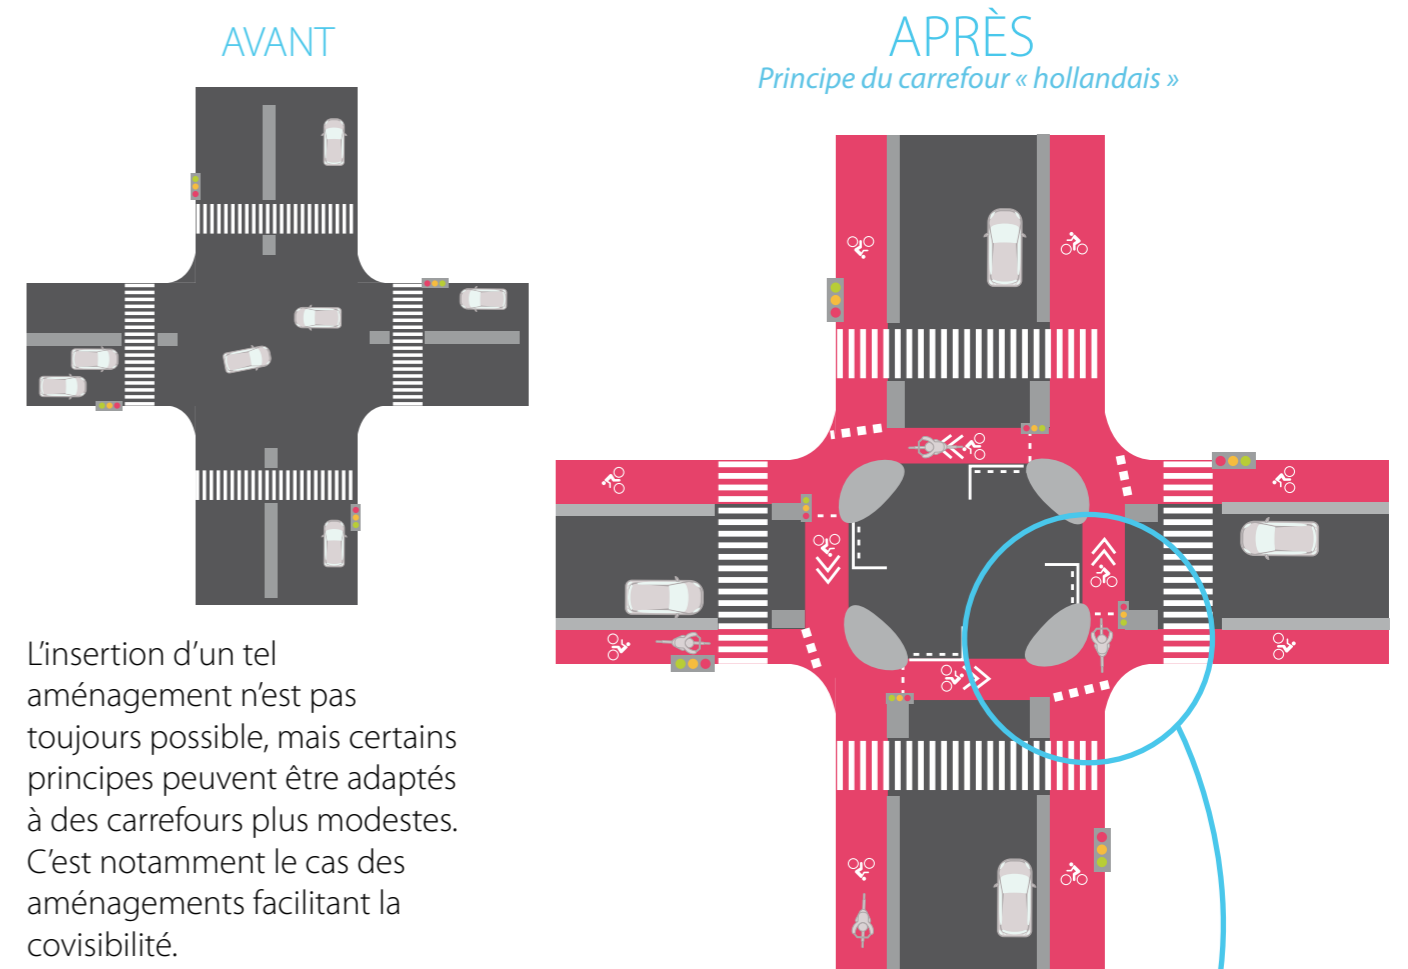 AVANT
APRÈS
Principe du carrefour « hollandais »
L’insertion d’un tel
aménagement n’est pas
toujours possible, mais certains
principes peuvent être adaptés
à des carrefours plus modestes.
C’est notamment le cas des
aménagements facilitant la
covisibilité.